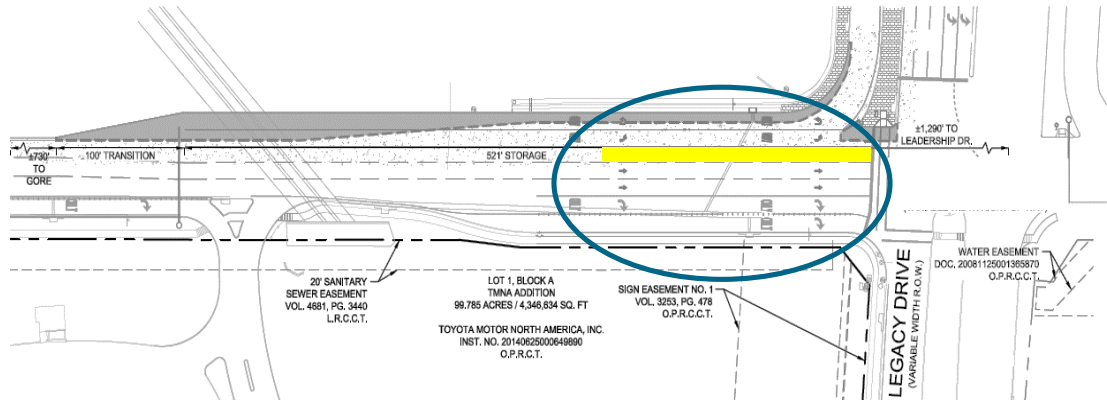 ±1,290' TO
LEADERSHIP DR.
±730'
TO
GORE
100' TRANSITION
521' STORAGE
20' SANITARY
SEWER EASEMENT
VOL. 4681, PG. 3440
L.R.C.C.T.
LOT 1, BLOCK A
TMNA ADDITION
99.785 ACRES / 4,346,634 SQ. FT
TOYOTA MOTOR NORTH AMERICA, INC.
INST. NO. 20140625000649890
O.P.R.C.T.
SIGN EASEMENT NO. 1
VOL. 3253, PG. 478
O.P.R.C.C.T.
LEGACY DRIVE
(VARIABLE WIDTH R.O.W.)
WATER EASEMENT
DOC. 20081125001365870
O.P.R.C.C.T.